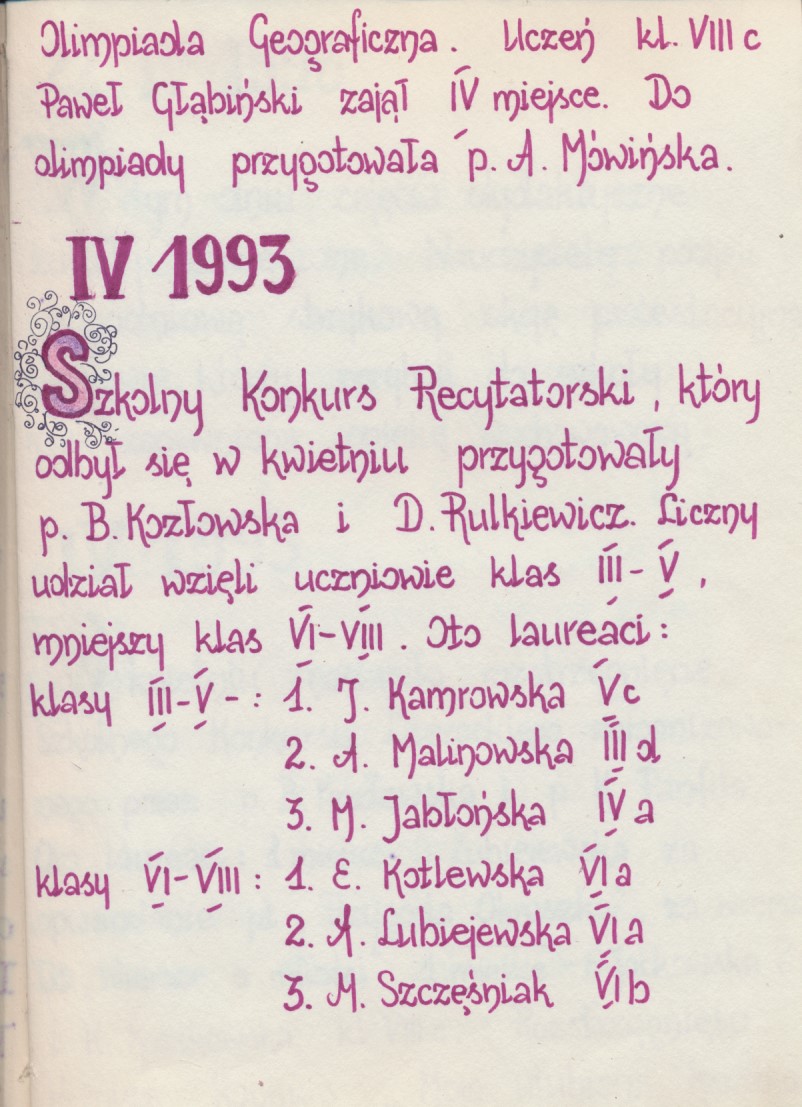 Olimpiada Geograficzna. Uczeń kl. VIII c
Paweł Głąbiński zajął IV miejsce. Do
olimpiady przygotowała p. A. Mówińska.
IV 1993
Szkolny Konkurs Recytatorski, który
odbył się w kwietniu przygotowały
p. B. Kozłowska i D. Rulkiewicz. Liczny
udział wzięli uczniowie klas III-V,
mniejszy klas VI-VIII. Oto laureaci:
klasy III-V-: 1. J. Kamrowska Vc
2. A. Malinowska III d
3. M. Jabłońska IV a
klasy VI-VIII: 1. E. Kotlewska VI a
2. A. Lubiejewska VI a
3. M. Szcześniak VI b